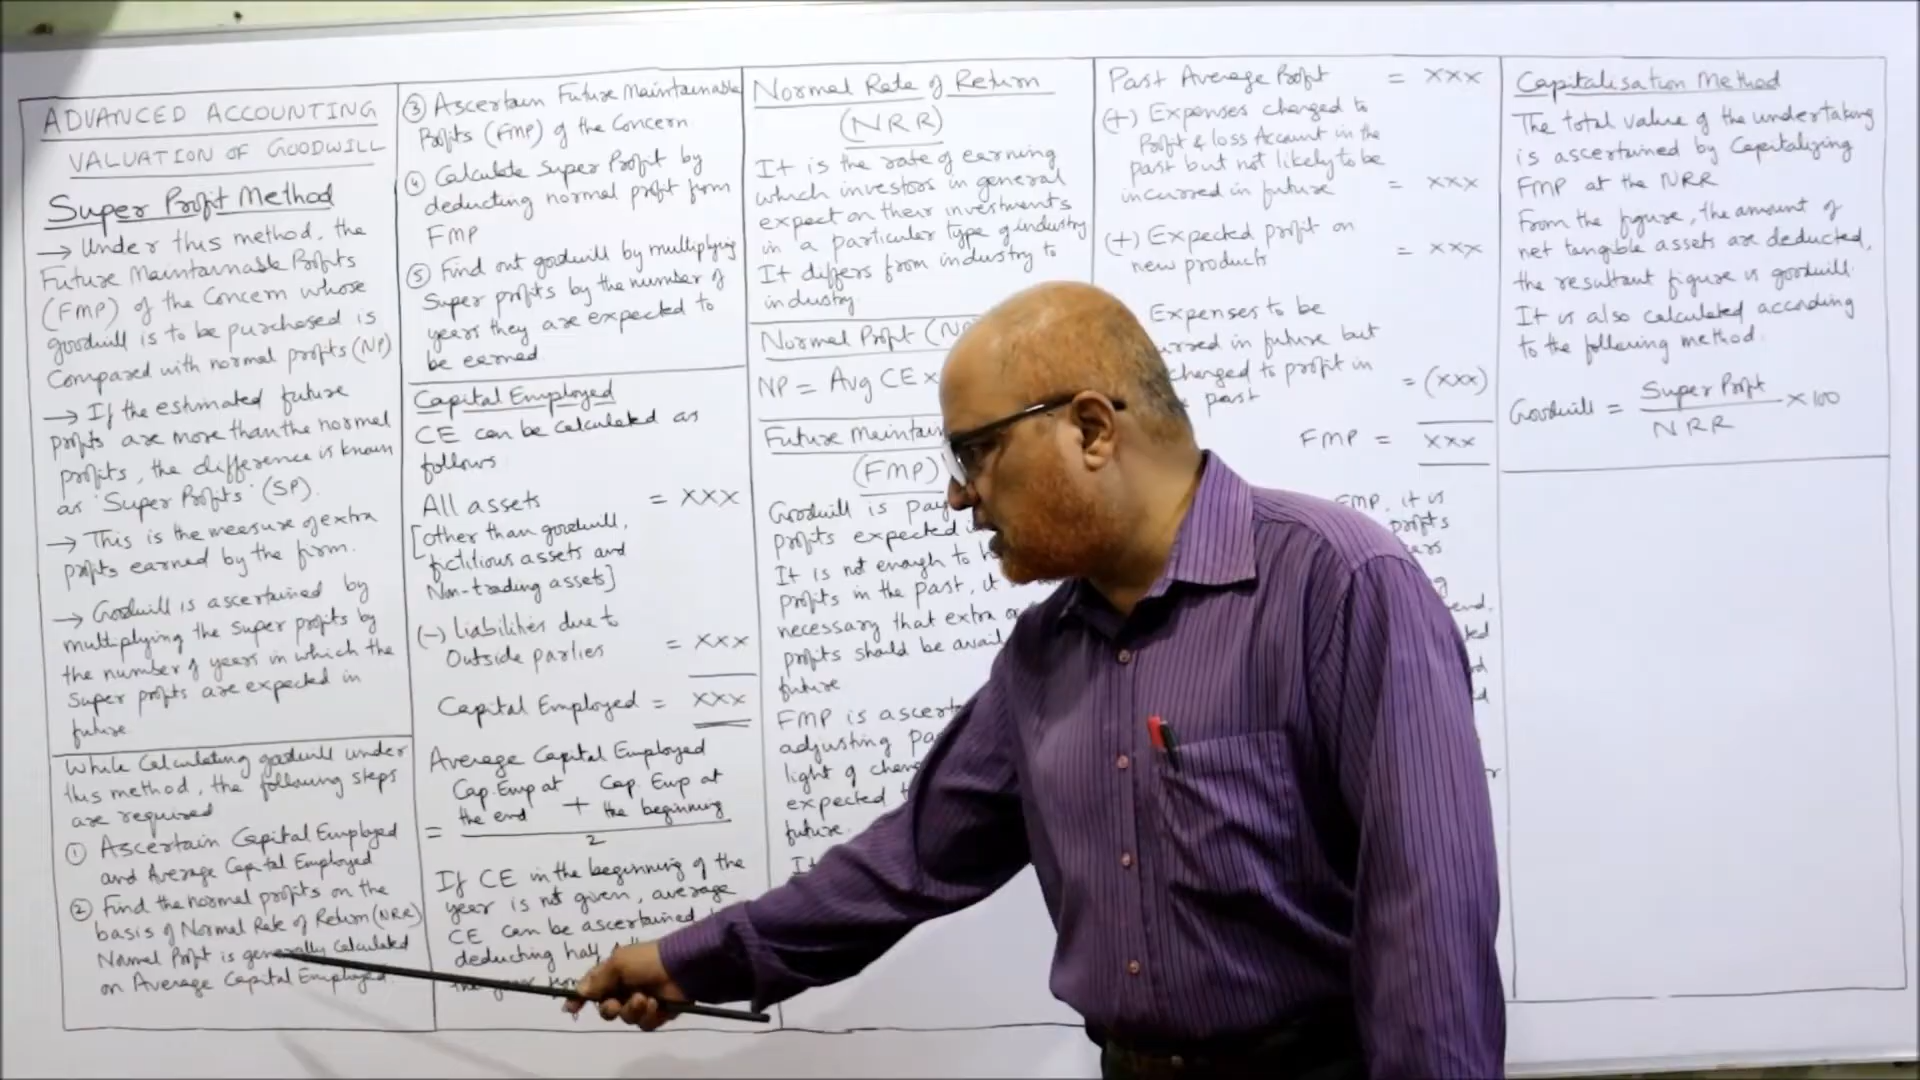 ADVANCED ACCOUNTING
VALUATION OF GOODWILL
Super Profit Method
→ Under this method, the
Future Maintainable Profits
(FMP) of the Concern whose
goodwill is to be purchased is
Compared with normal profits (NP)
→ If the estimated future
profits are more than the normal
profits, the difference is known
as 'Super Profits' (SP).
→ This is the measure of extra
profits earned by the firm.
→ Goodwill is ascertained by
multiplying the super profits by
the number of years in which the
Super profits are expected in
future
While Calculating goodwill under
this method, the following steps
are required
① Ascertain Capital Employed
and Average Capital Employed
② Find the normal profits on the
basis of Normal Rate of Return (NRR)
Normal Profit is generally calculated
on Average Capital Employed.
③ Ascertain Future Maintainable
Profits (FMP) of the Concern
④ Calculate Super Profit by
deducting normal profit from
FMP
⑤ Find out goodwill by multiplying
Super profits by the number of
years they are expected to
be earned
Capital Employed
CE can be calculated as
follows
All assets = XXX
[other than goodwill,
fictitious assets and
Non-trading assets]
(-) Liabilities due to
Outside parties = XXX
Capital Employed = XXX
Average Capital Employed
= Cap. Emp at the end + Cap. Emp at the beginning
2
If CE in the beginning of the
year is not given, average
CE can be ascertained
deducting half
the year
Normal Rate of Return
(NRR)
It is the rate of earning
which investors in general
expect on their investments
in a particular type of industry
It differs from industry to
industry
Normal Profit
NP = Avg CE x
Future
(FMP)
Goodwill is
profits expected
It is not enough to
profits in the past, it
necessary that extra
profits should be
future
FMP is
adjusting
light of
expected
future.
It
Past Average Profit = XXX
(+) Expenses charged to
Profit & loss Account in the
past but not likely to be
incurred in future = XXX
(+) Expected profit on
new products = XXX
Expenses to be
in future but
charged to profit in
past = (XXX)
FMP = XXX
FMP, it is
profits
Capitalisation Method
The total value of the undertaking
is ascertained by Capitalizing
FMP at the NRR
From the figure, the amount of
net tangible assets are deducted,
the resultant figure is goodwill.
It is also calculated according
to the following method.
Goodwill = Super Profit / NRR × 100